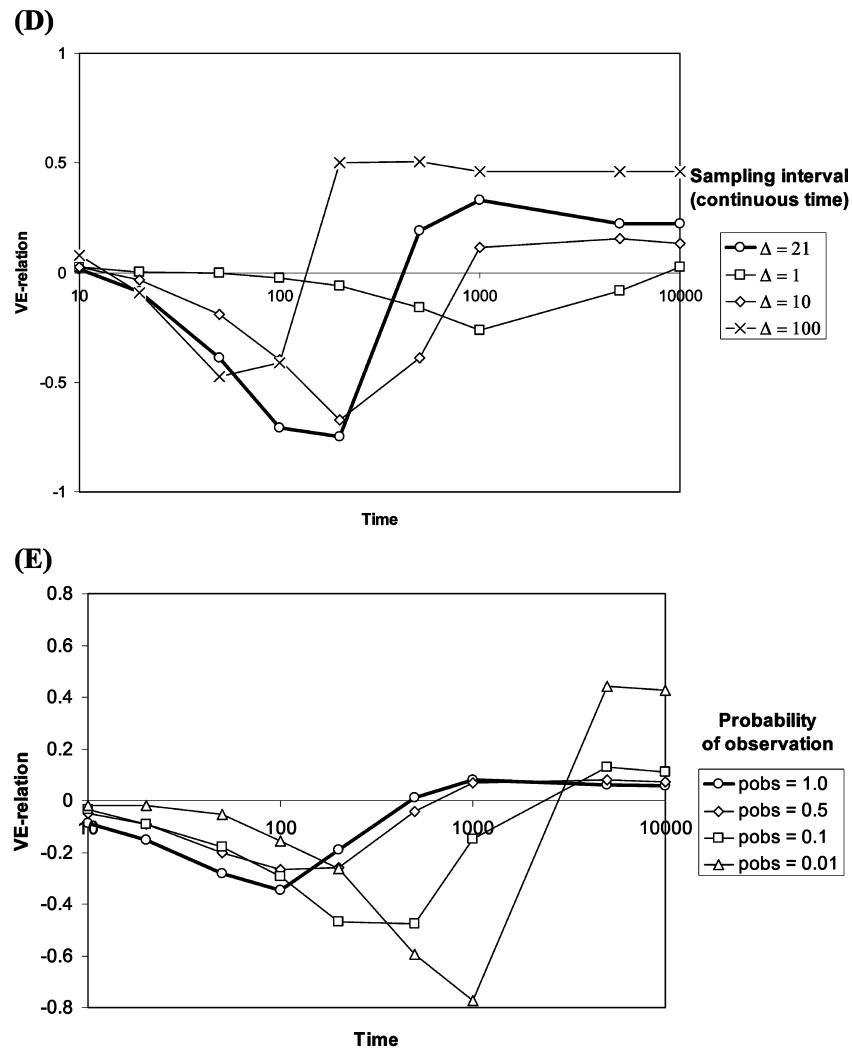 (D)
1
0.5
0
-0.5
-1
VE-relation
10
100
1000
10000
Time
Sampling interval
(continuous time)
Δ = 21
Δ = 1
Δ = 10
Δ = 100
(E)
0.8
0.6
0.4
0.2
0
-0.2
-0.4
-0.6
-0.8
VE-relation
10
100
1000
10000
Time
Probability
of observation
pobs = 1.0
pobs = 0.5
pobs = 0.1
pobs = 0.01